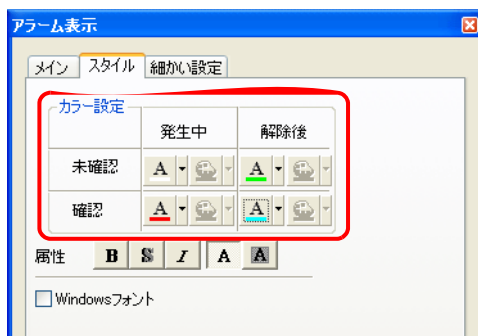 アラーム表示
メイン スタイル 細かい設定
カラー設定
発生中 解除後
未確認 A A
確認 A A
属性 B S I A A
Windowsフォント